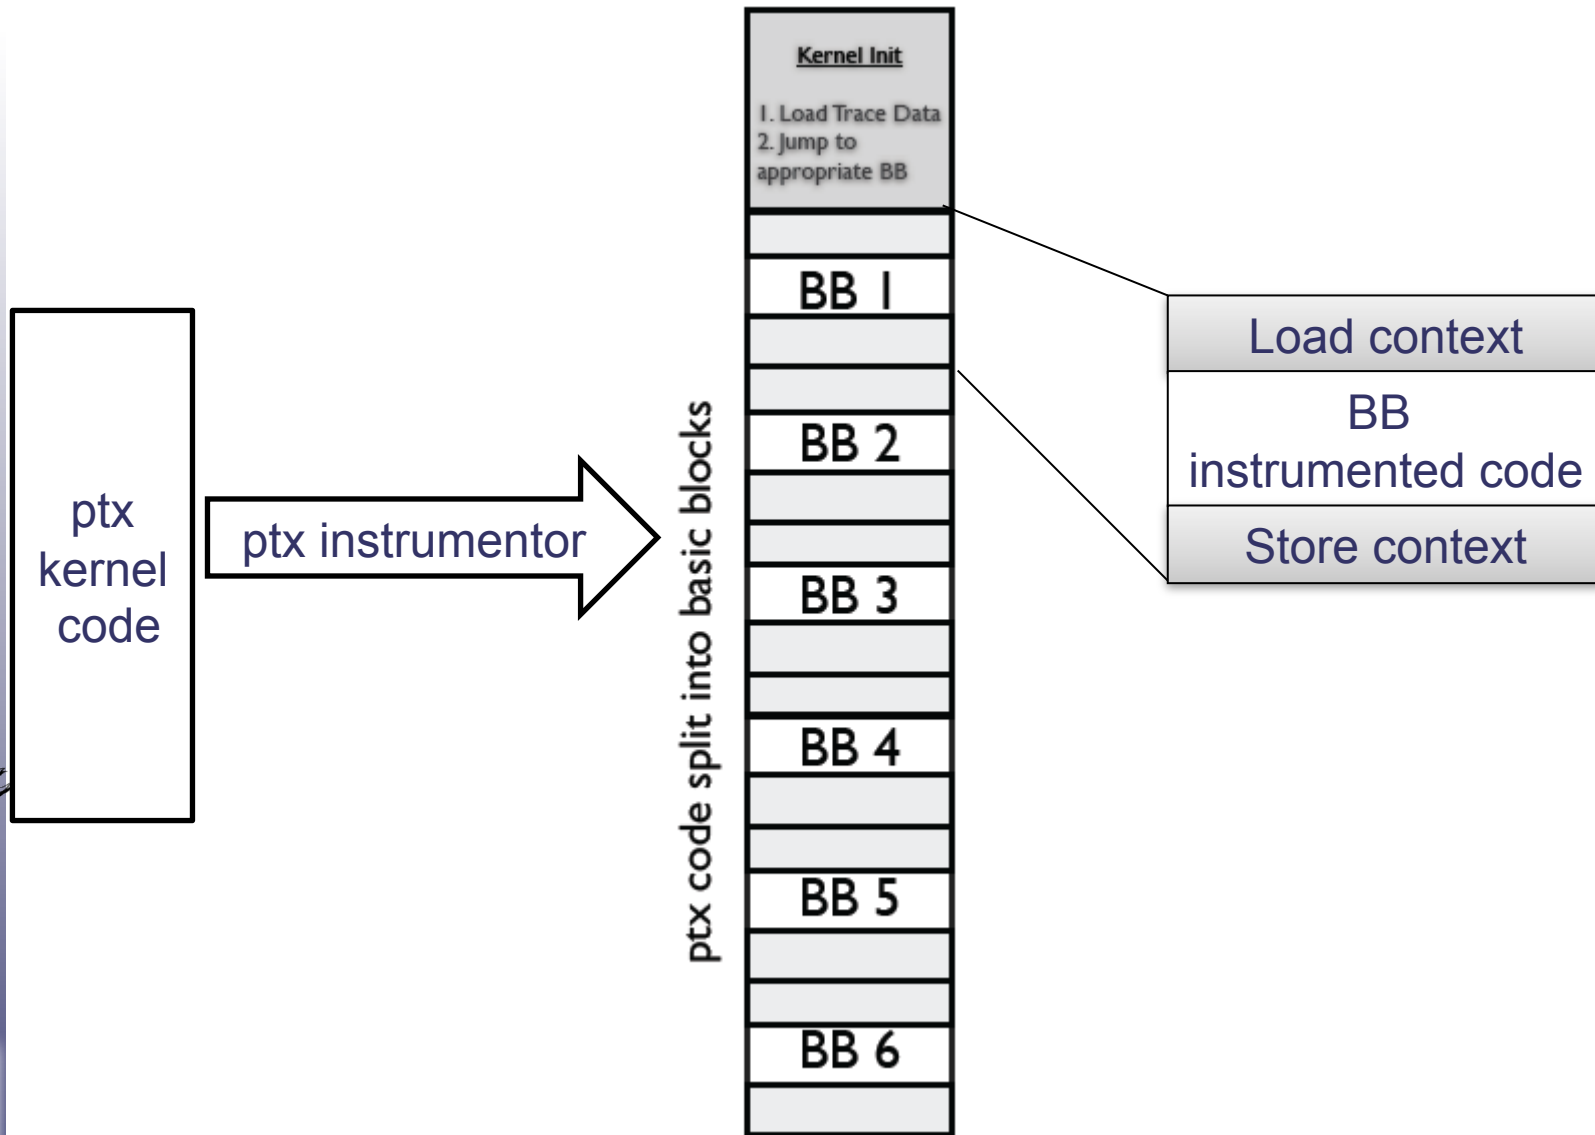 Kernel Init
1. Load Trace Data
2. Jump to
appropriate BB
BB 1
BB 2
BB 3
BB 4
BB 5
BB 6
ptx
kernel
code
ptx instrumentor
ptx code split into basic blocks
Load context
BB
instrumented code
Store context